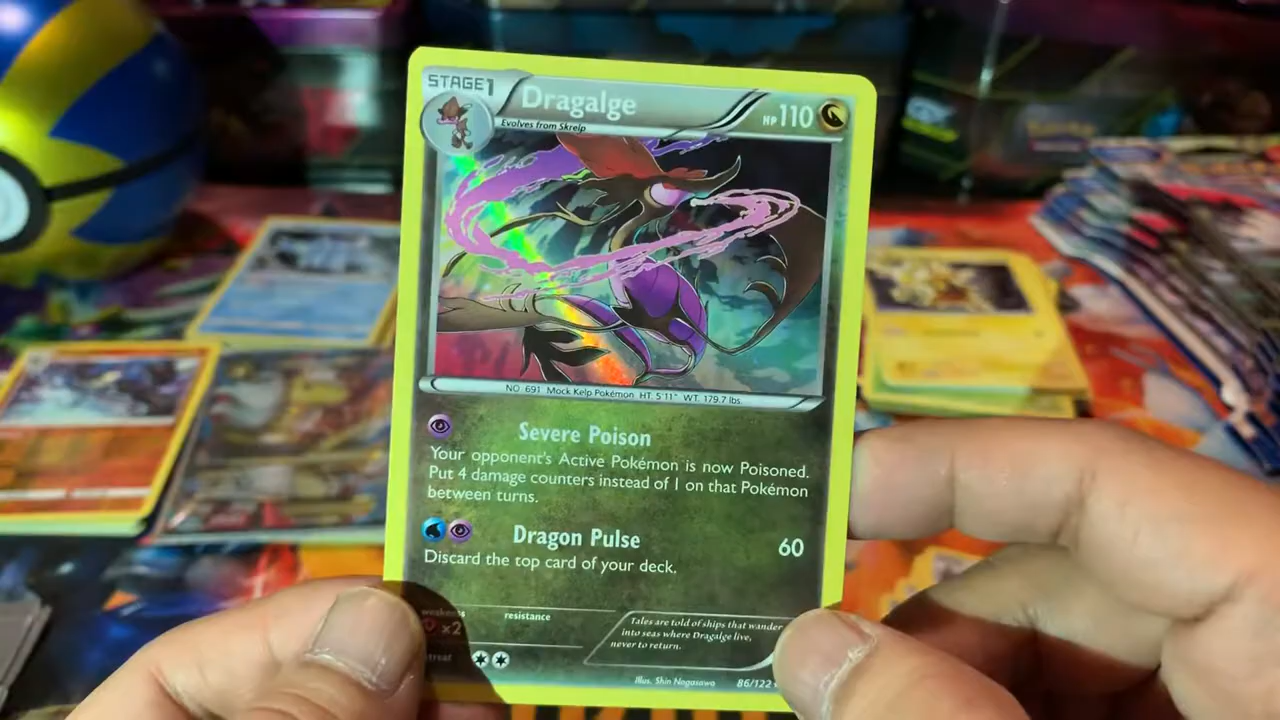 STAGE1
Dragalge
HP 110
Evolves from Skrelp
NO. 691 Mock Kelp Pokémon HT: 5'11" WT: 179.7 lbs.
Severe Poison
Your opponent's Active Pokémon is now Poisoned.
Put 4 damage counters instead of 1 on that Pokémon
between turns.
Dragon Pulse 60
Discard the top card of your deck.
weakness resistance
×2
Tales are told of ships that wander
into seas where Dragalge live,
never to return.
Illus. Shin Nagasawa 86/122